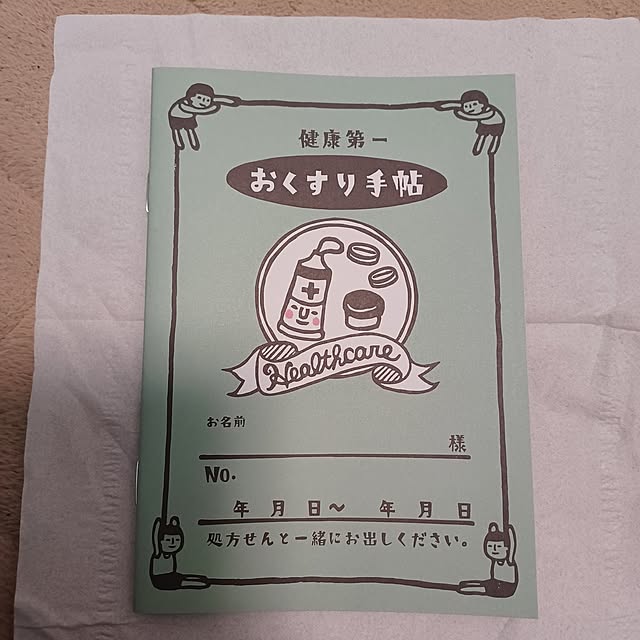 健康第一
おくすり手帖
Healthcare
お名前
様
No.
年 月 日～ 年 月 日
処方せんと一緒にお出しください。